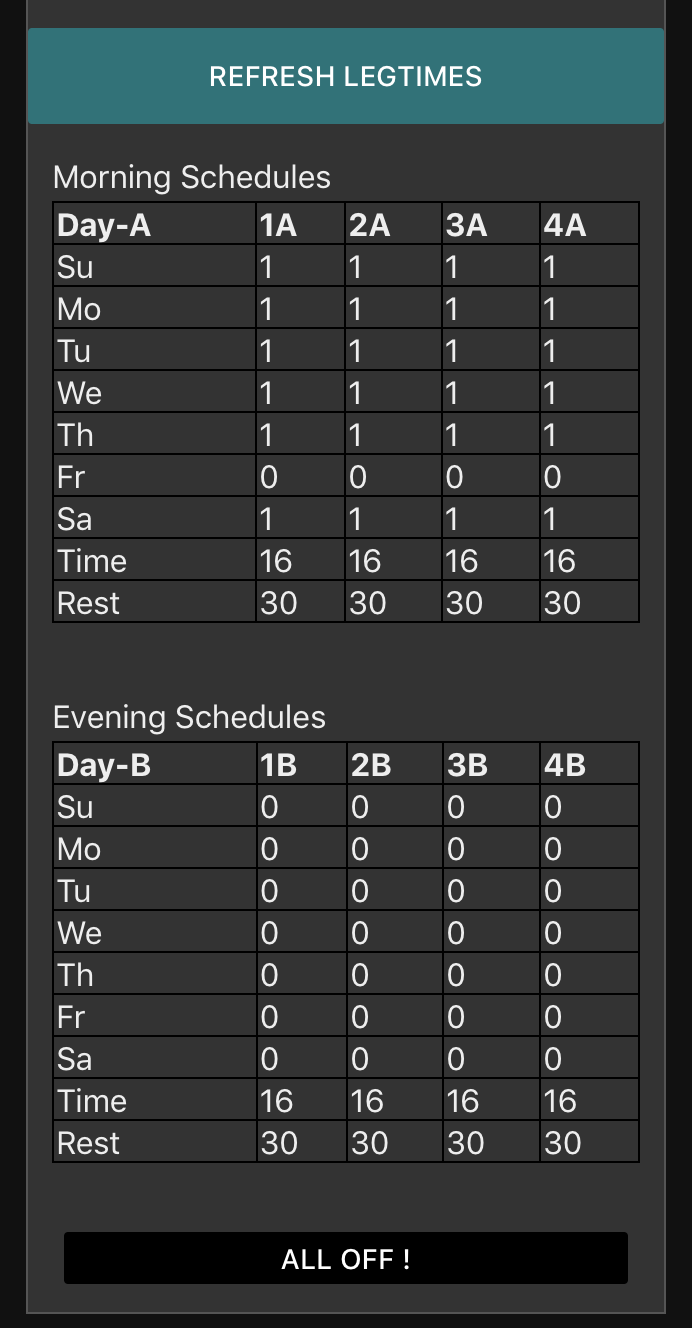 REFRESH LEGTIMES
Morning Schedules
Day-A 1A 2A 3A 4A
Su 1 1 1 1
Mo 1 1 1 1
Tu 1 1 1 1
We 1 1 1 1
Th 1 1 1 1
Fr 0 0 0 0
Sa 1 1 1 1
Time 16 16 16 16
Rest 30 30 30 30
Evening Schedules
Day-B 1B 2B 3B 4B
Su 0 0 0 0
Mo 0 0 0 0
Tu 0 0 0 0
We 0 0 0 0
Th 0 0 0 0
Fr 0 0 0 0
Sa 0 0 0 0
Time 16 16 16 16
Rest 30 30 30 30
ALL OFF !